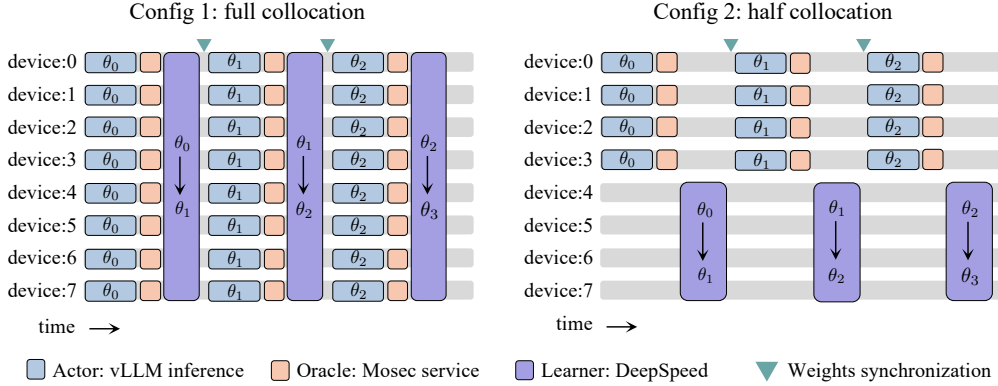 Config 1: full collocation
device:0 θ0 θ1 θ2
device:1 θ0 θ1 θ2
device:2 θ0 θ1 θ2
device:3 θ0 θ1 θ2
device:4 θ0 θ1 θ2
device:5 θ0 θ1 θ2
device:6 θ0 θ1 θ2
device:7 θ0 θ1 θ2
θ0 → θ1
θ1 → θ2
θ2 → θ3
time →
Config 2: half collocation
device:0 θ0 θ1 θ2
device:1 θ0 θ1 θ2
device:2 θ0 θ1 θ2
device:3 θ0 θ1 θ2
device:4
device:5
device:6
device:7
θ0 → θ1
θ1 → θ2
θ2 → θ3
time →
Actor: vLLM inference
Oracle: Mosec service
Learner: DeepSpeed
Weights synchronization